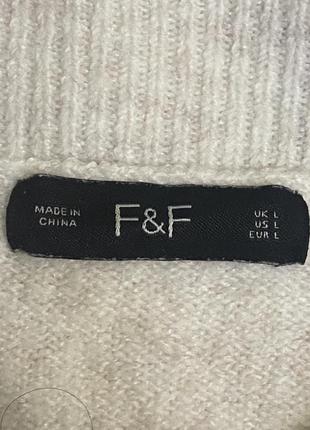 MADE IN
CHINA
F&F
UK L
US L
EUR L